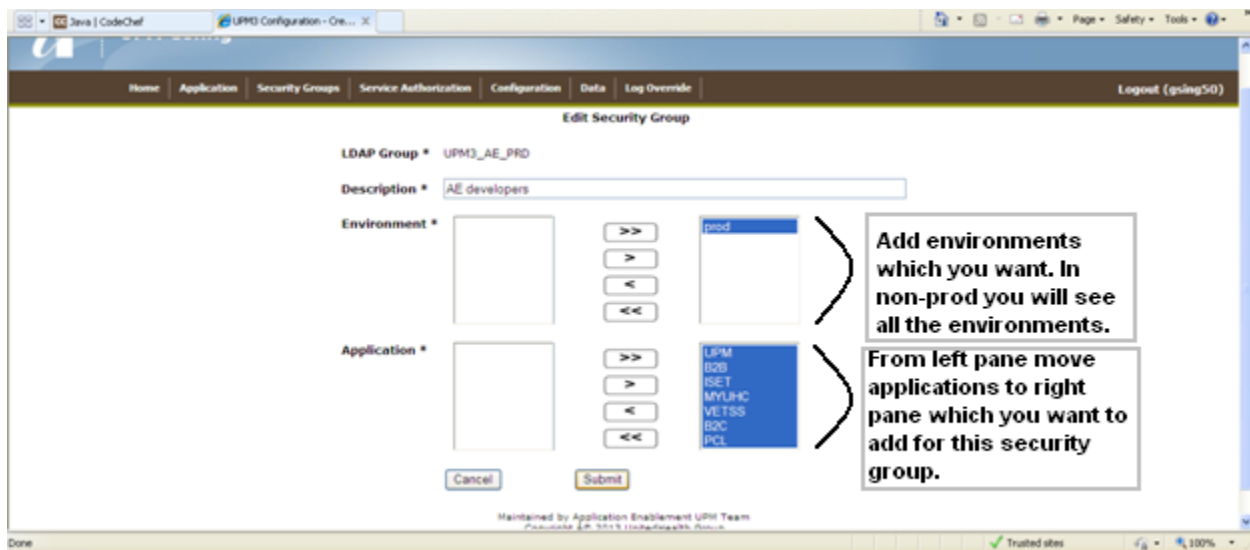 Java | CodeChef
UPM3 Configuration - Cre...
Page
Safety
Tools
Home
Application
Security Groups
Service Authorization
Configuration
Data
Log Override
Logout (gsing50)
Edit Security Group
LDAP Group * UPM3_AE_PRD
Description * AE developers
Environment *
>>
>
<
<<
prod
Add environments
which you want. In
non-prod you will see
all the environments.
Application *
>>
>
<
<<
UPM
B2B
ISET
MYUHC
VETSS
B2C
PCL
From left pane move
applications to right
pane which you want to
add for this security
group.
Cancel
Submit
Maintained by Application Enablement UPM Team
Done
Trusted sites
100%